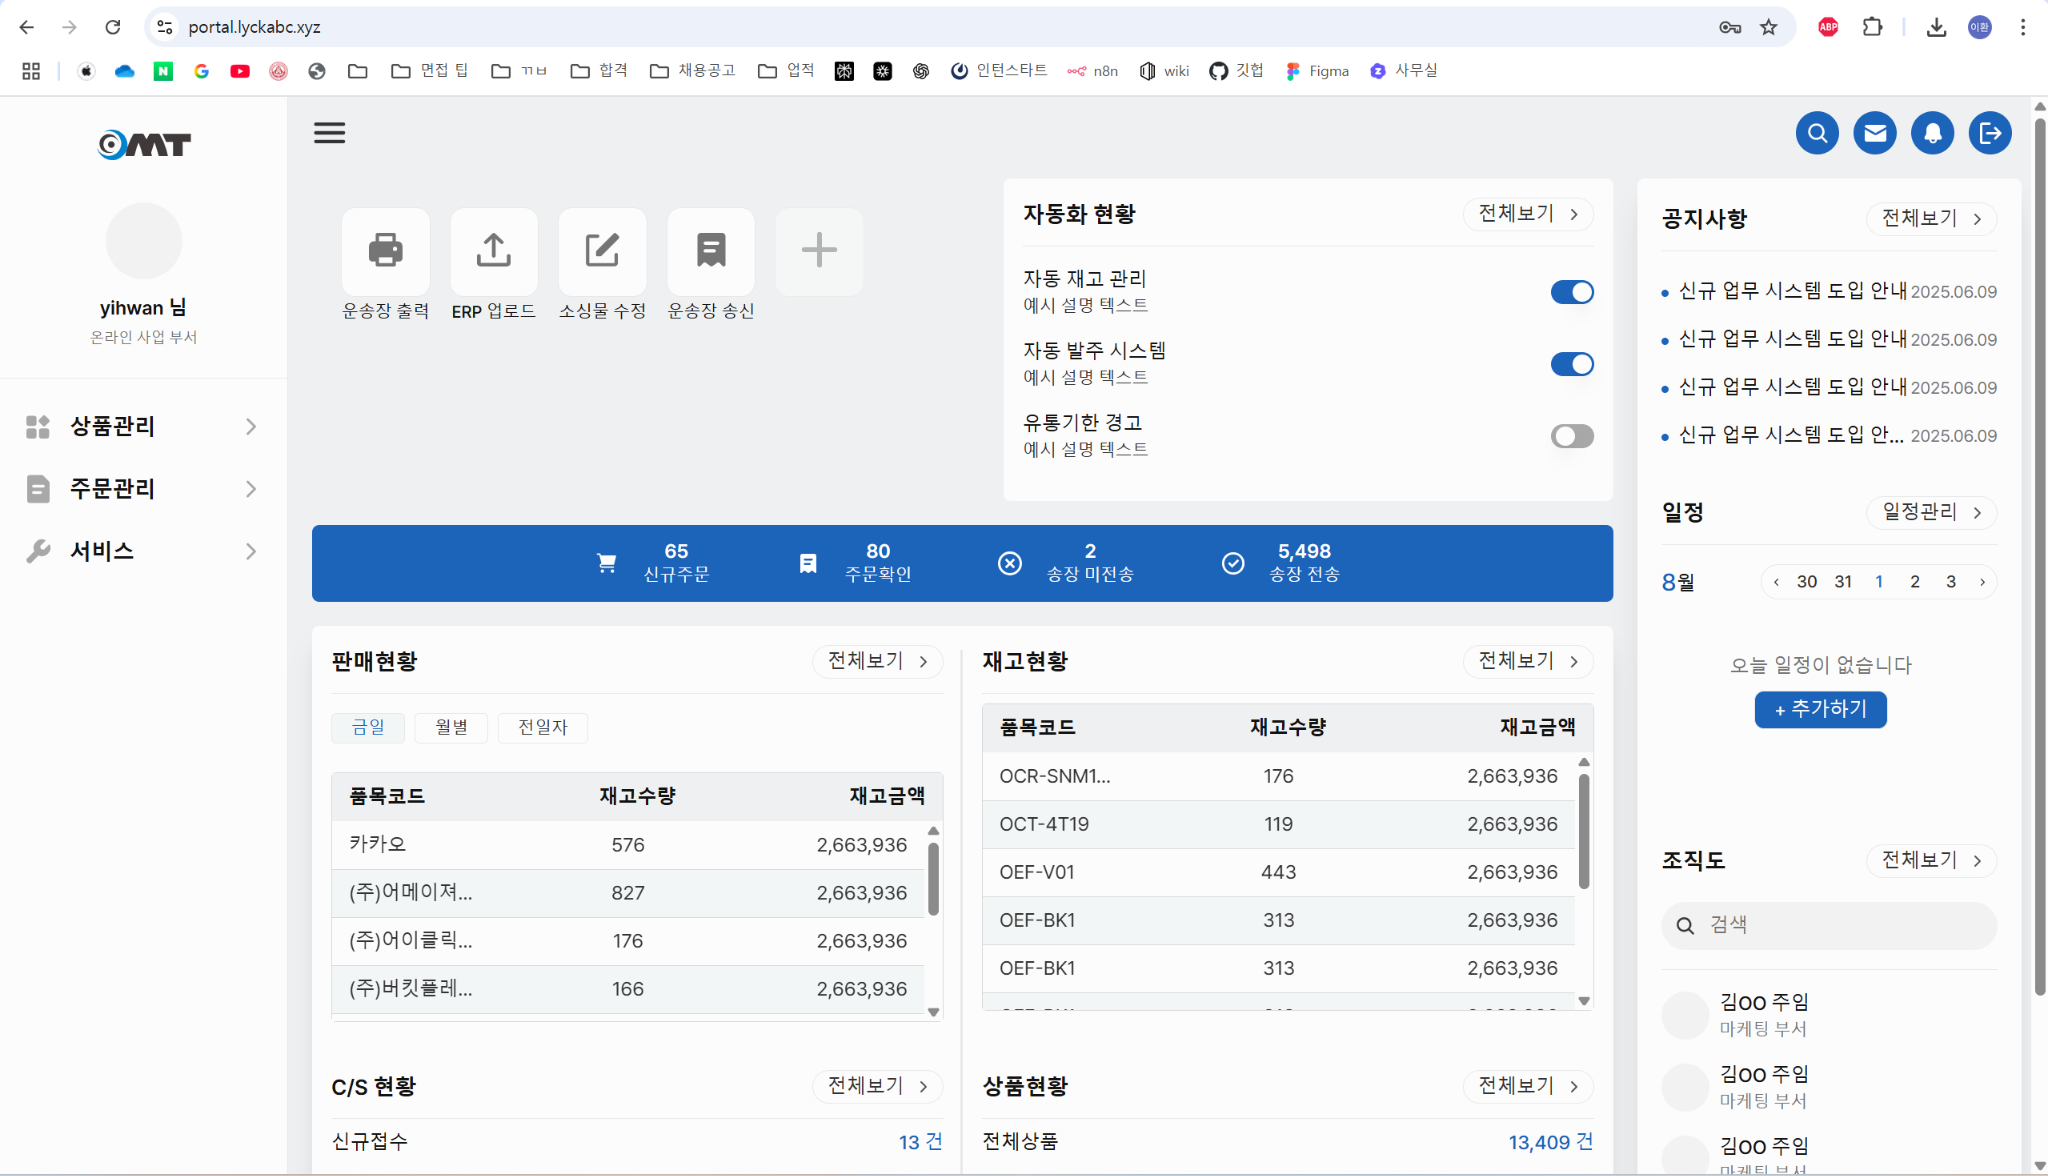 portal.lyckabc.xyz
ABP
이환
면접 팁
ㄲㅂ
합격
채용공고
업적
인턴스타트
n8n
wiki
깃헙
Figma
사무실
OMT
yihwan 님
온라인 사업 부서
상품관리
주문관리
서비스
운송장 출력
ERP 업로드
소싱물 수정
운송장 송신
자동화 현황
전체보기
자동 재고 관리
예시 설명 텍스트
자동 발주 시스템
예시 설명 텍스트
유통기한 경고
예시 설명 텍스트
65
신규주문
80
주문확인
2
송장 미전송
5,498
송장 전송
판매현황
전체보기
금일
월별
전일자
품목코드 재고수량 재고금액
카카오 576 2,663,936
(주)어메이져... 827 2,663,936
(주)어이클릭... 176 2,663,936
(주)버킷플레... 166 2,663,936
재고현황
전체보기
품목코드 재고수량 재고금액
OCR-SNM1... 176 2,663,936
OCT-4T19 119 2,663,936
OEF-V01 443 2,663,936
OEF-BK1 313 2,663,936
OEF-BK1 313 2,663,936
C/S 현황
전체보기
신규접수 13 건
상품현황
전체보기
전체상품 13,409 건
공지사항
전체보기
신규 업무 시스템 도입 안내 2025.06.09
신규 업무 시스템 도입 안내 2025.06.09
신규 업무 시스템 도입 안내 2025.06.09
신규 업무 시스템 도입 안... 2025.06.09
일정
일정관리
8월
30 31 1 2 3
오늘 일정이 없습니다
+ 추가하기
조직도
전체보기
검색
김OO 주임
마케팅 부서
김OO 주임
마케팅 부서
김OO 주임
마케팅 부서